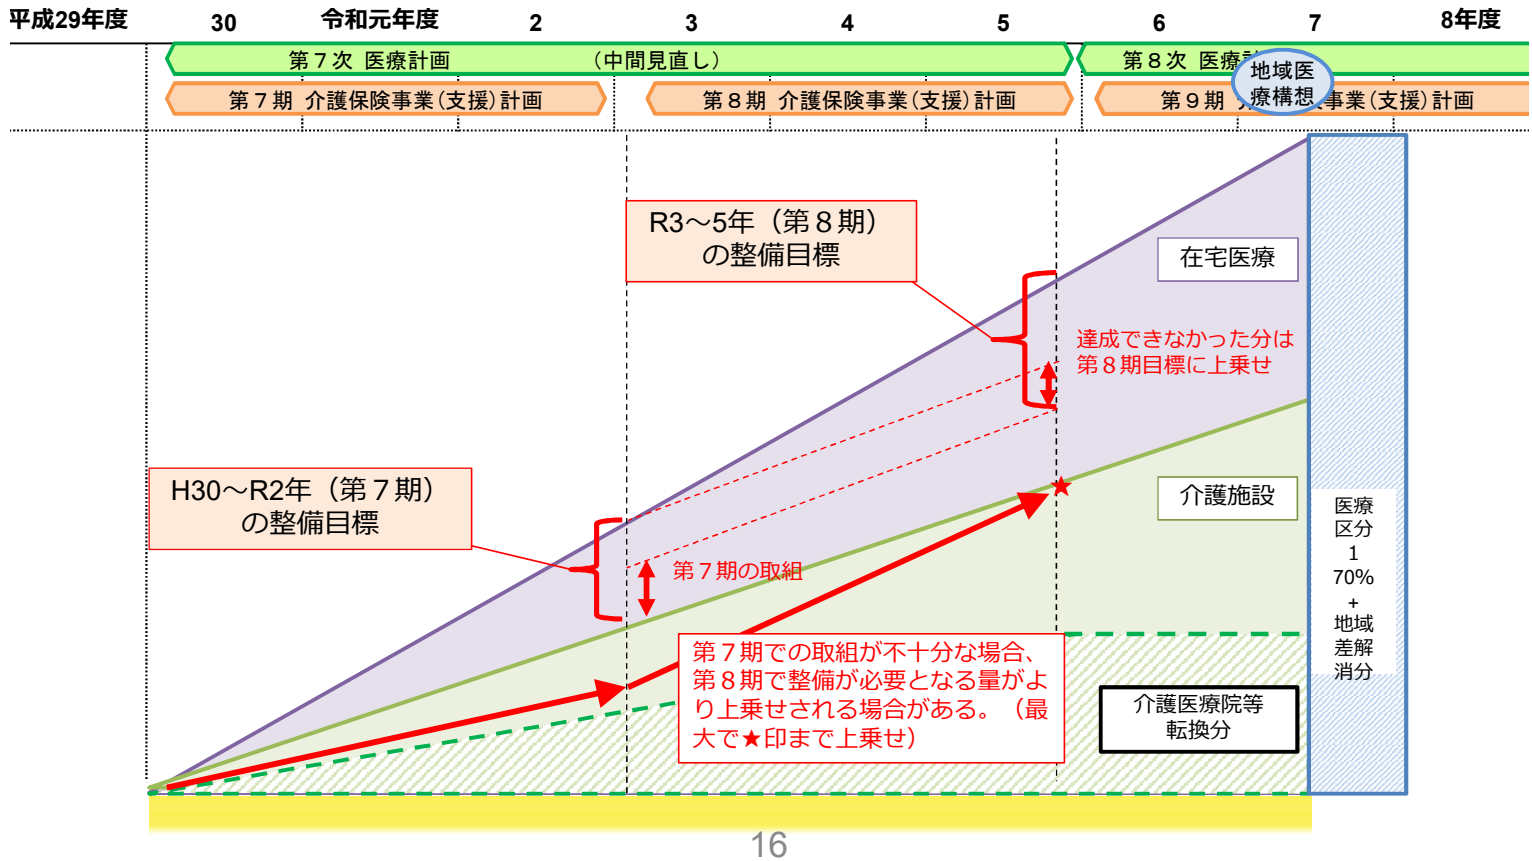 平成29年度 30 令和元年度 2 3 4 5 6 7 8年度
第７次 医療計画 （中間見直し）
第８次 医療計
地域医
療構想
第７期 介護保険事業（支援）計画
第８期 介護保険事業（支援）計画
第９期 介 険事業（支援）計画
R3～5年（第８期）
の整備目標
在宅医療
達成できなかった分は
第８期目標に上乗せ
H30～R2年（第７期）
の整備目標
介護施設
第７期の取組
医療
区分
1
70%
+
地域
差解
消分
第７期での取組が不十分な場合、
第８期で整備が必要となる量がよ
り上乗せされる場合がある。（最
大で★印まで上乗せ）
介護医療院等
転換分
16